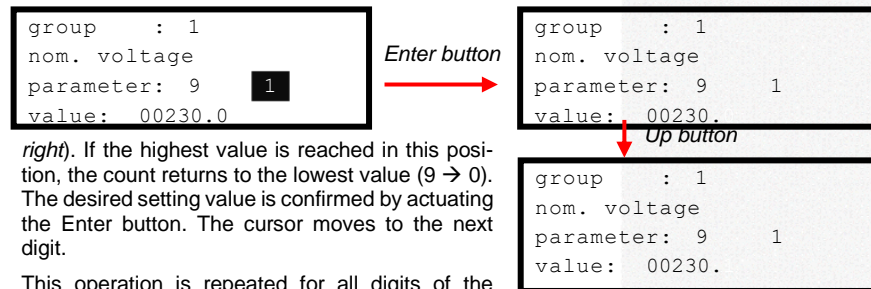 group : 1
nom. voltage
parameter: 9 1
value: 00230.0
Enter button
group : 1
nom. voltage
parameter: 9 1
value: 00230.
Up button
right). If the highest value is reached in this posi-
tion, the count returns to the lowest value (9 → 0).
The desired setting value is confirmed by actuating
the Enter button. The cursor moves to the next
digit.
This operation is repeated for all digits of the
group : 1
nom. voltage
parameter: 9 1
value: 00230.